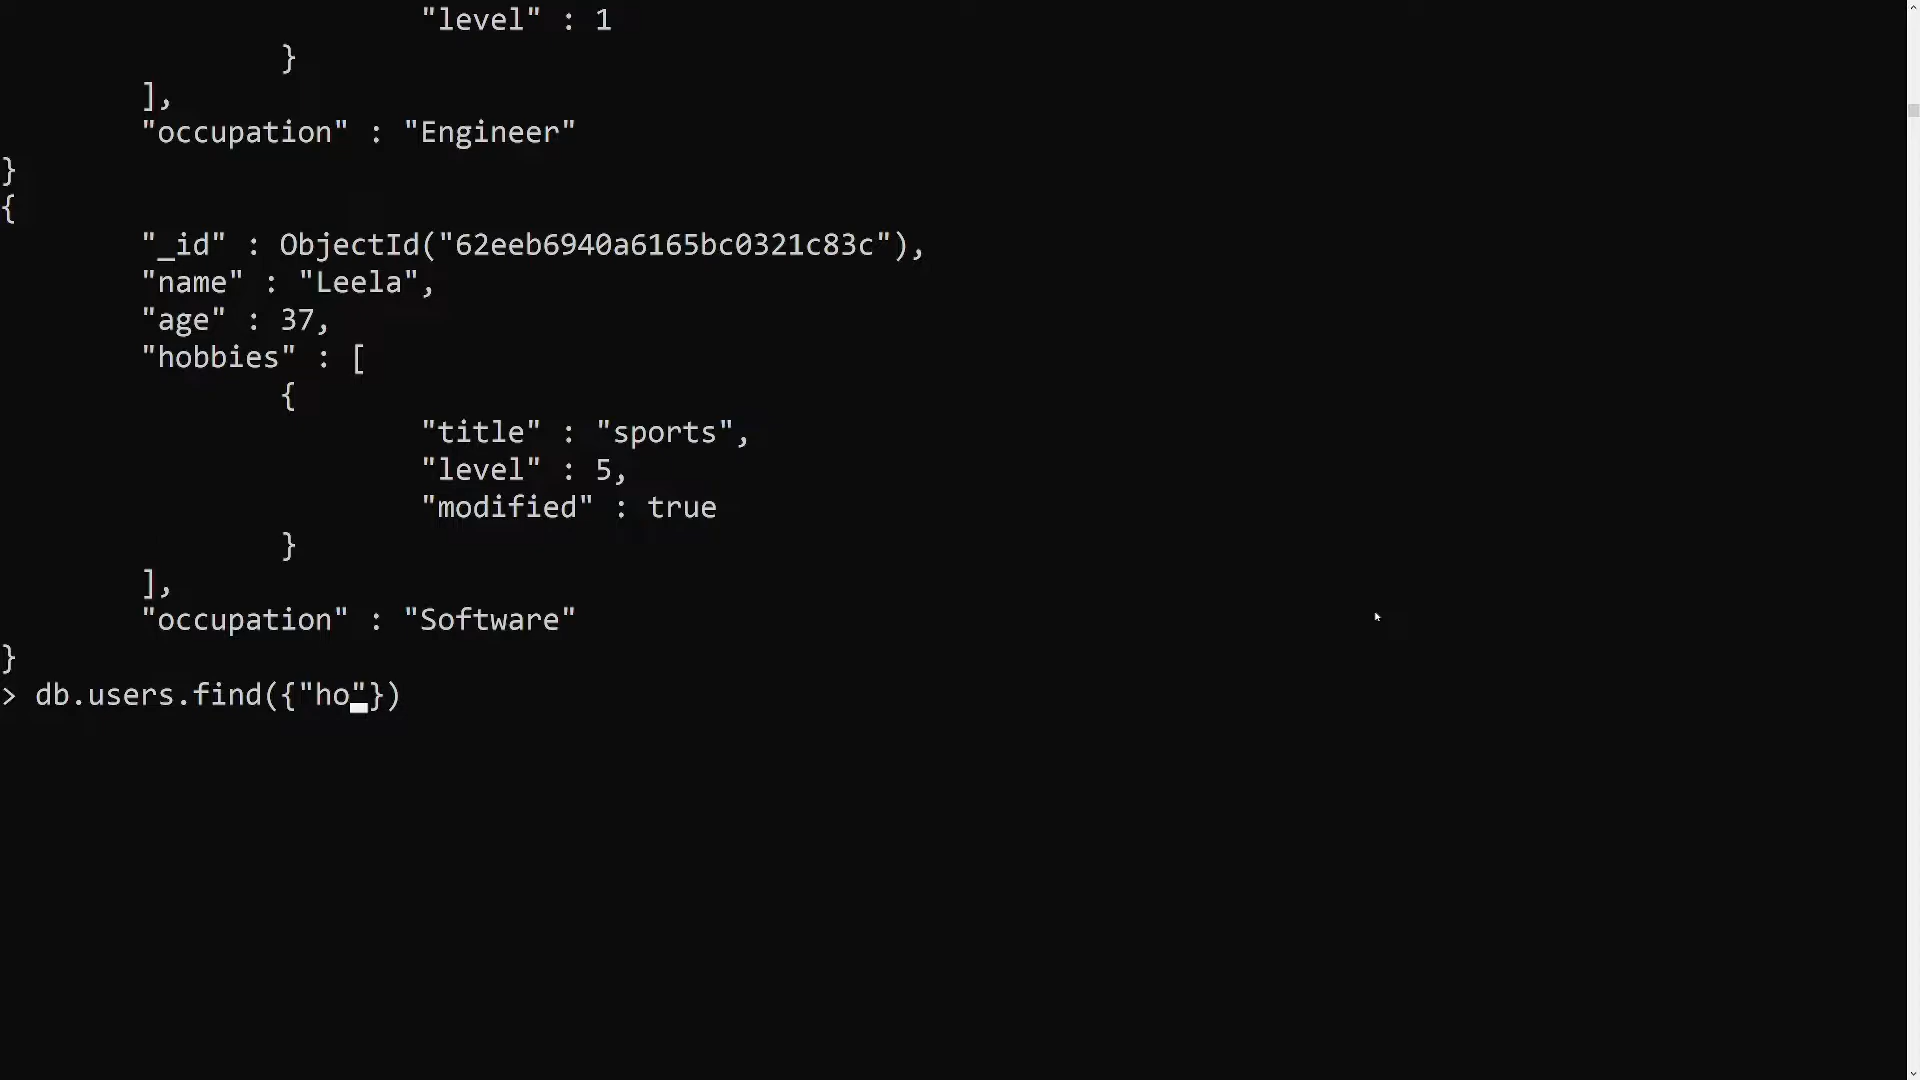 "level" : 1
}
],
"occupation" : "Engineer"
}
{
"_id" : ObjectId("62eeb6940a6165bc0321c83c"),
"name" : "Leela",
"age" : 37,
"hobbies" : [
{
"title" : "sports",
"level" : 5,
"modified" : true
}
],
"occupation" : "Software"
}
> db.users.find({"ho"})